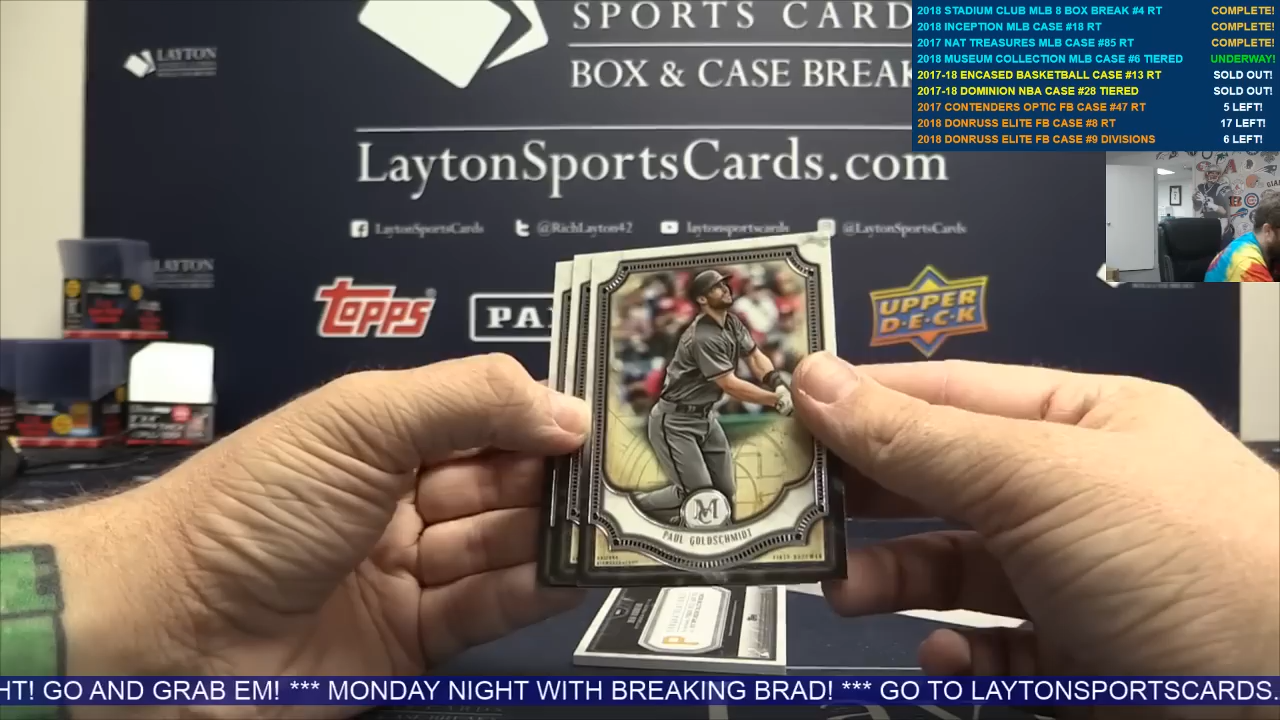 SPORTS CARD
BOX & CASE BREAK
LaytonSportsCards.com
LaytonSportsCards
@RichLayton42
laytonsportscards
@LaytonSportsCards
LAYTON
LAYTON
TOPPS
PAN
UPPER
D·E·C·K
MC
PAUL GOLDSCHMIDT
FIRST BASEMAN
2018 STADIUM CLUB MLB 8 BOX BREAK #4 RT COMPLETE!
2018 INCEPTION MLB CASE #18 RT COMPLETE!
2017 NAT TREASURES MLB CASE #85 RT COMPLETE!
2018 MUSEUM COLLECTION MLB CASE #6 TIERED UNDERWAY!
2017-18 ENCASED BASKETBALL CASE #13 RT SOLD OUT!
2017-18 DOMINION NBA CASE #28 TIERED SOLD OUT!
2017 CONTENDERS OPTIC FB CASE #47 RT 5 LEFT!
2018 DONRUSS ELITE FB CASE #8 RT 17 LEFT!
2018 DONRUSS ELITE FB CASE #9 DIVISIONS 6 LEFT!
HT! GO AND GRAB EM! *** MONDAY NIGHT WITH BREAKING BRAD! *** GO TO LAYTONSPORTSCARDS.